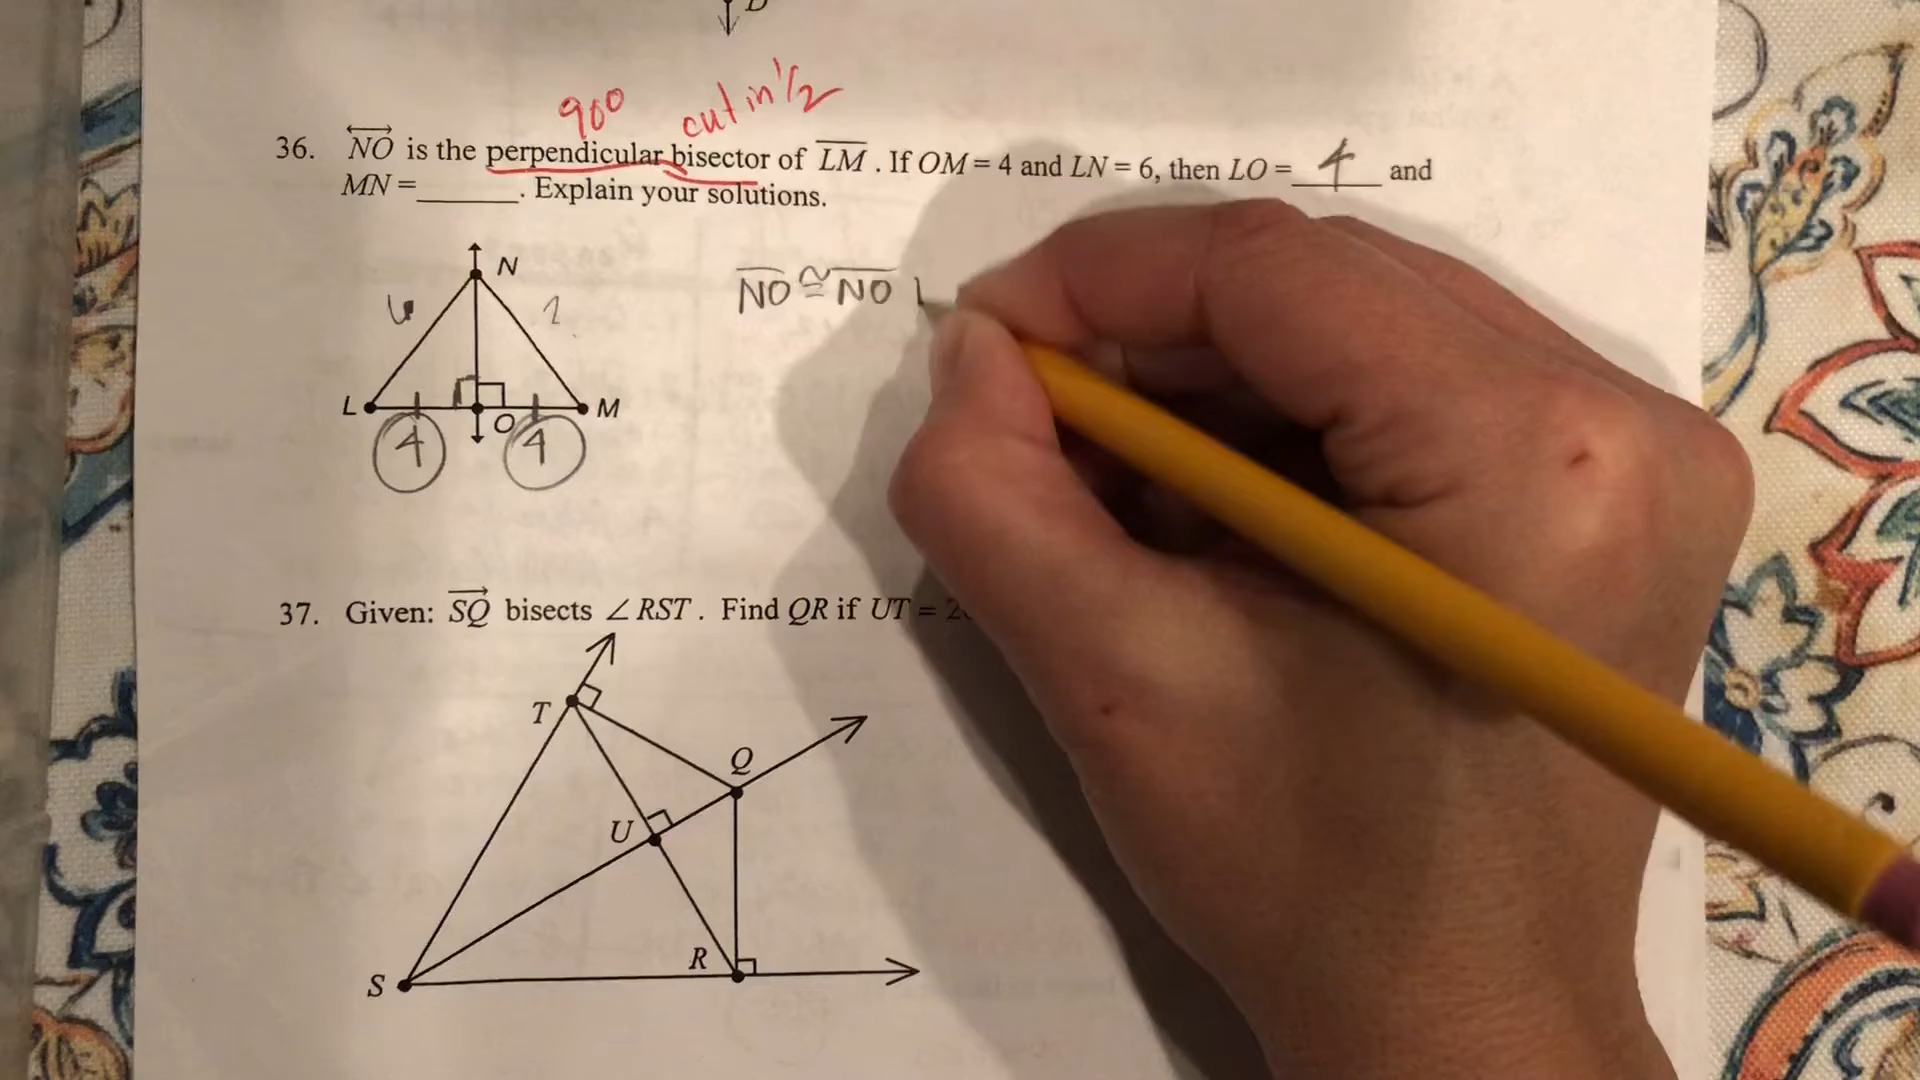 D
90° cut in 1/2
36. NO is the perpendicular bisector of LM . If OM = 4 and LN = 6, then LO = 4 and
MN = ______. Explain your solutions.
N
6 ?
NO ≅ NO
L O M
4 4
37. Given: SQ bisects ∠RST . Find QR if UT = 2
T
Q
U
R
S